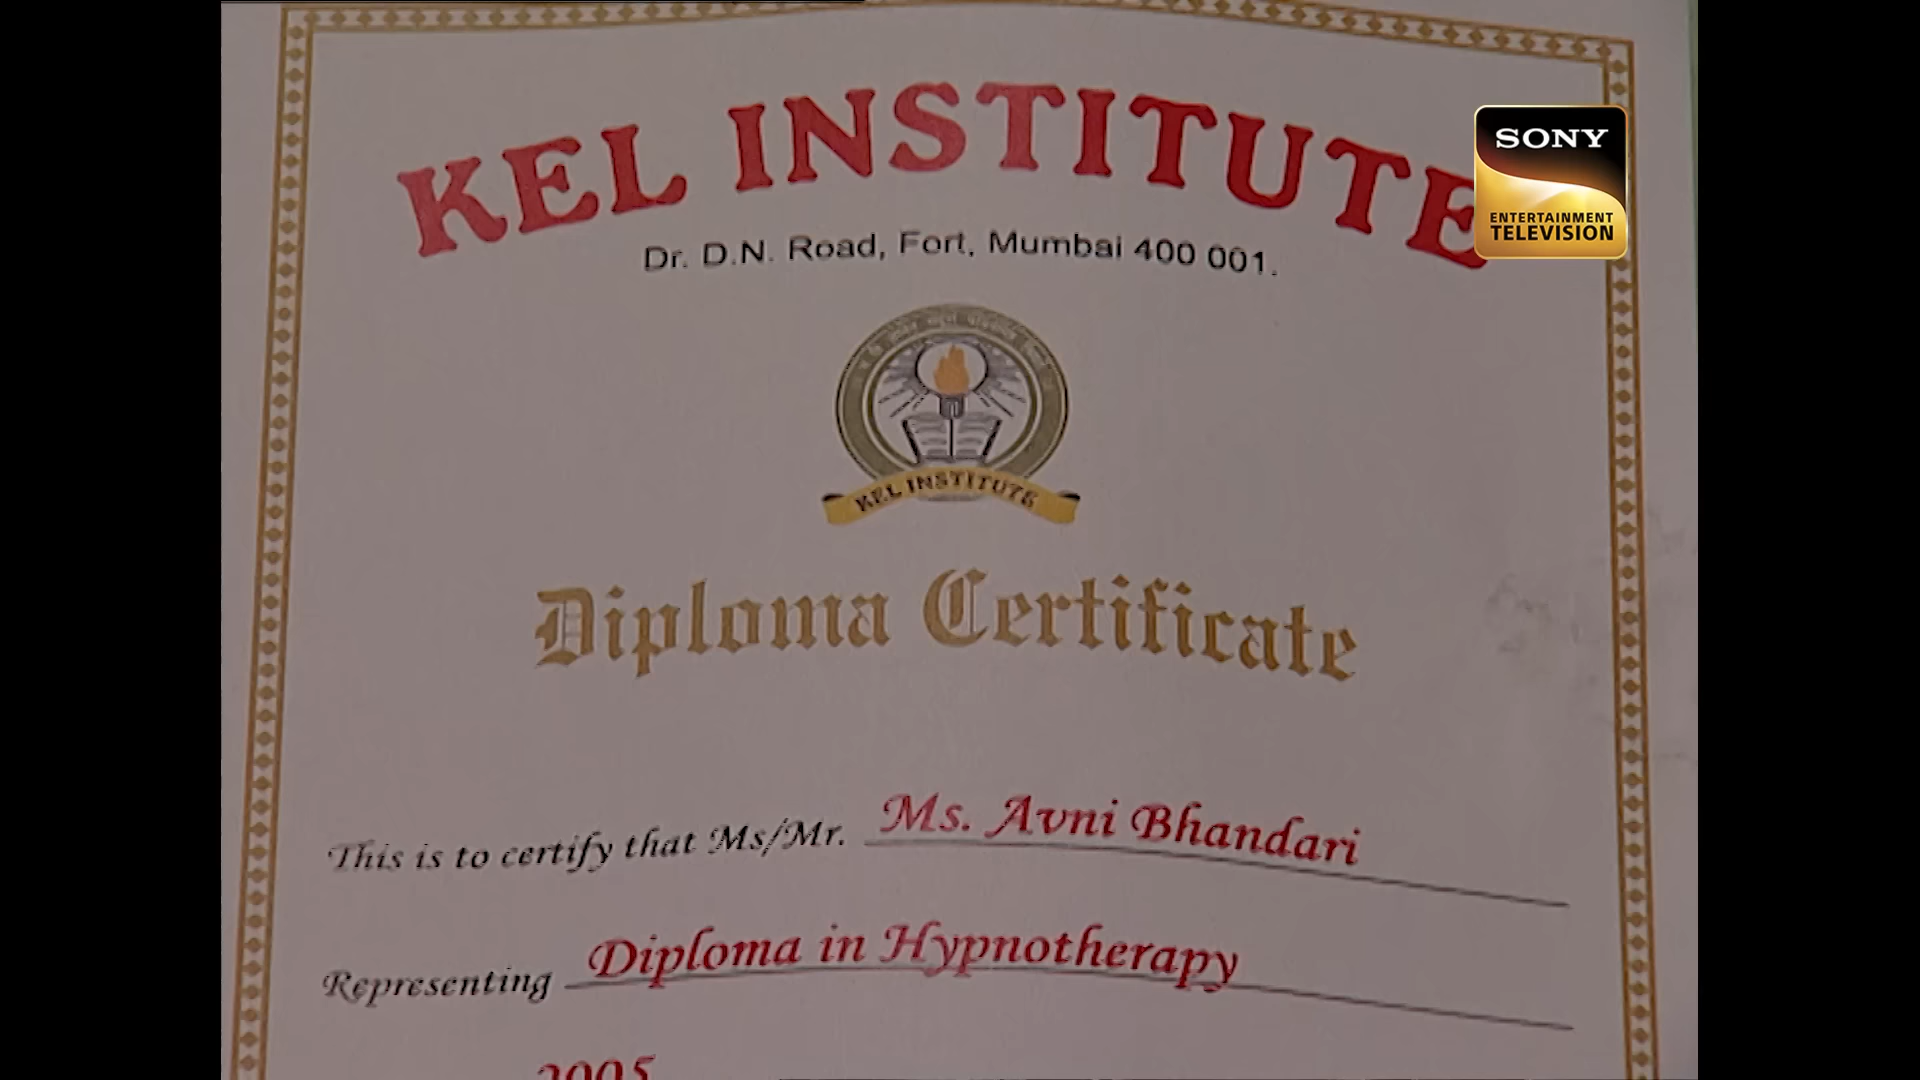 KEL INSTITUTE
Dr. D.N. Road, Fort, Mumbai 400 001.
SONY
ENTERTAINMENT
TELEVISION
KEL INSTITUTE
Diploma Certificate
This is to certify that Ms/Mr. Ms. Avni Bhandari
Representing Diploma in Hypnotherapy
2005